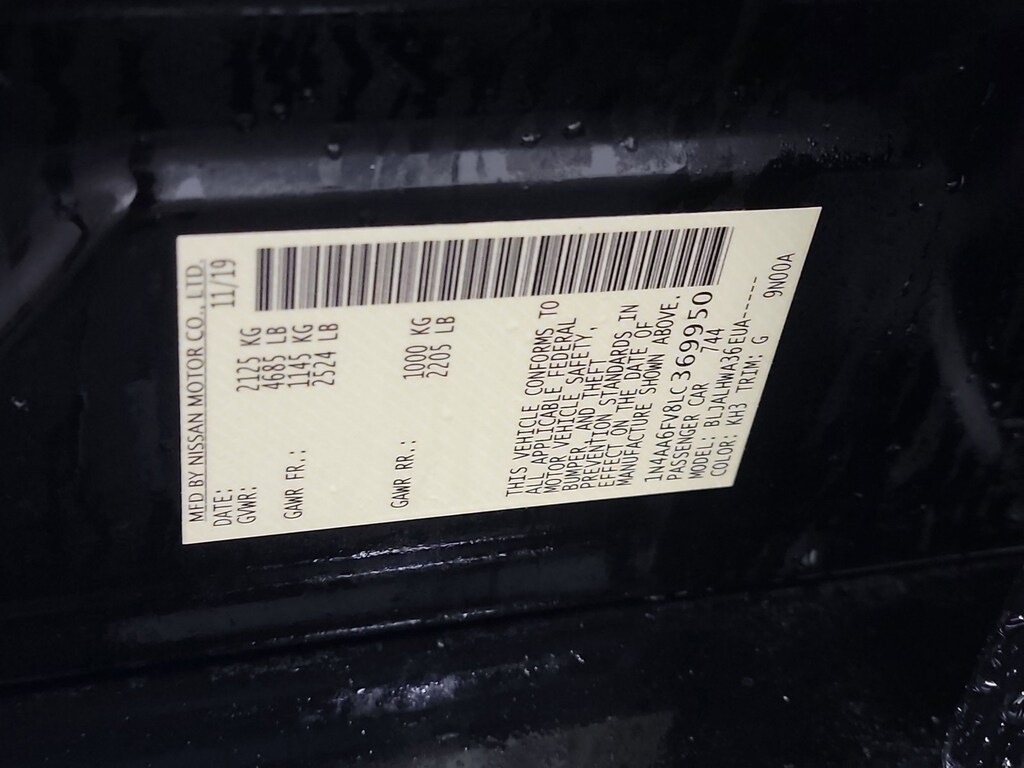 MFD BY NISSAN MOTOR CO., LTD.
DATE: 11/19
GVWR: 2125 KG
4685 LB
GAWR FR.: 1145 KG
2524 LB
GAWR RR.: 1000 KG
2205 LB
THIS VEHICLE CONFORMS TO
ALL APPLICABLE FEDERAL
MOTOR VEHICLE SAFETY,
BUMPER, AND THEFT
PREVENTION STANDARDS IN
EFFECT ON THE DATE OF
MANUFACTURE SHOWN ABOVE.
1N4AA6FV8LC369950
PASSENGER CAR 744
MODEL: BLJALHWA36EUA-----
COLOR: KH3 TRIM: G 9N00A